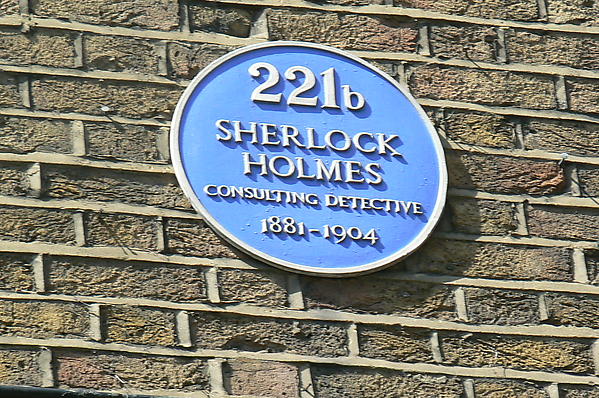 221b
SHERLOCK
HOLMES
CONSULTING DETECTIVE
1881-1904